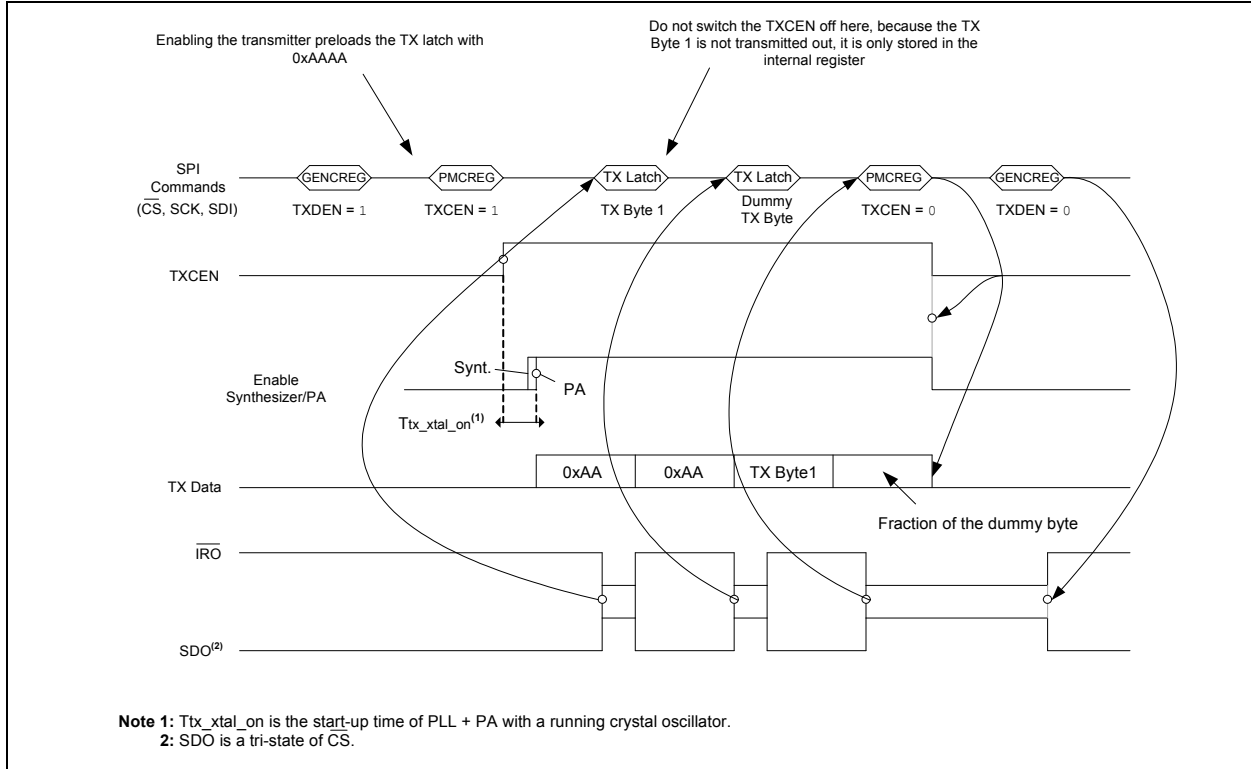 Enabling the transmitter preloads the TX latch with
0xAAAA
Do not switch the TXCEN off here, because the TX
Byte 1 is not transmitted out, it is only stored in the
internal register
SPI
Commands
(CS, SCK, SDI)
GENCREG
PMCREG
TX Latch
TX Latch
PMCREG
GENCREG
TXDEN = 1
TXCEN = 1
TX Byte 1
Dummy
TX Byte
TXCEN = 0
TXDEN = 0
TXCEN
Enable
Synthesizer/PA
Synt.
PA
Ttx_xtal_on(1)
TX Data
0xAA
0xAA
TX Byte1
Fraction of the dummy byte
IRO
SDO(2)
Note 1: Ttx_xtal_on is the start-up time of PLL + PA with a running crystal oscillator.
2: SDO is a tri-state of CS.